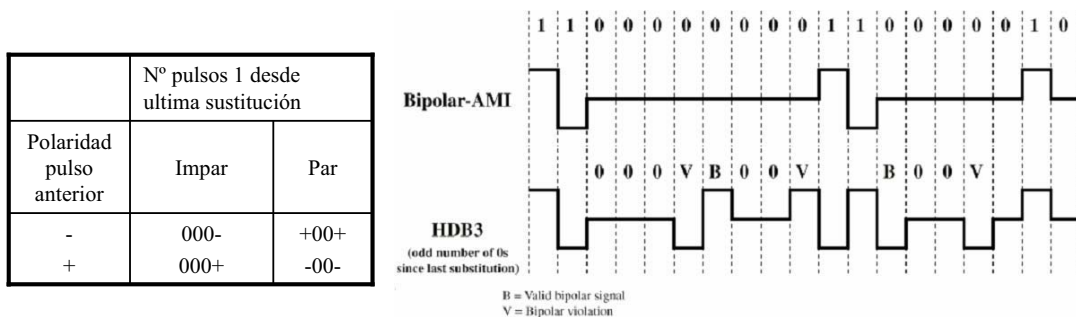 Nº pulsos 1 desde
ultima sustitución
Polaridad
pulso
anterior
Impar
Par
-
000-
+00+
+
000+
-00-
1 1 0 0 0 0 0 0 0 0 1 1 0 0 0 0 0 1 0
Bipolar-AMI
0 0 0 V B 0 0 V B 0 0 V
HDB3
(odd number of 0s
since last substitution)
B = Valid bipolar signal
V = Bipolar violation